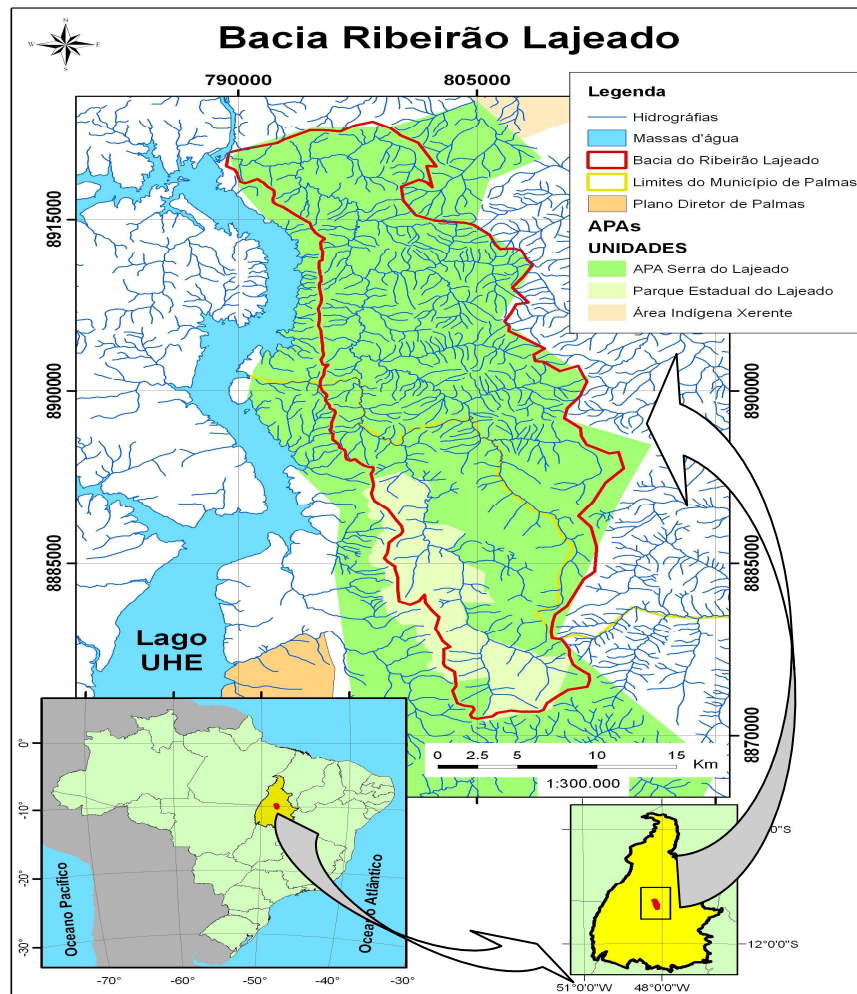 Bacia Ribeirão Lajeado
N
W
E
S
790000
805000
Legenda
Hidrográfias
Massas d'água
Bacia do Ribeirão Lajeado
Limites do Município de Palmas
Plano Diretor de Palmas
APAs
UNIDADES
APA Serra do Lajeado
Parque Estadual do Lajeado
Área Indígena Xerente
8915000
8900000
8900000
8885000
8885000
8870000
Lago
UHE
0 2.5 5 10 15
Km
1:300.000
0°
-10°
-20°
-30°
Oceano Pacífico
Oceano Atlântico
-70° -60° -50° -40° -30°
0°S
12°0'0"S
51°0'0"W 48°0'0"W